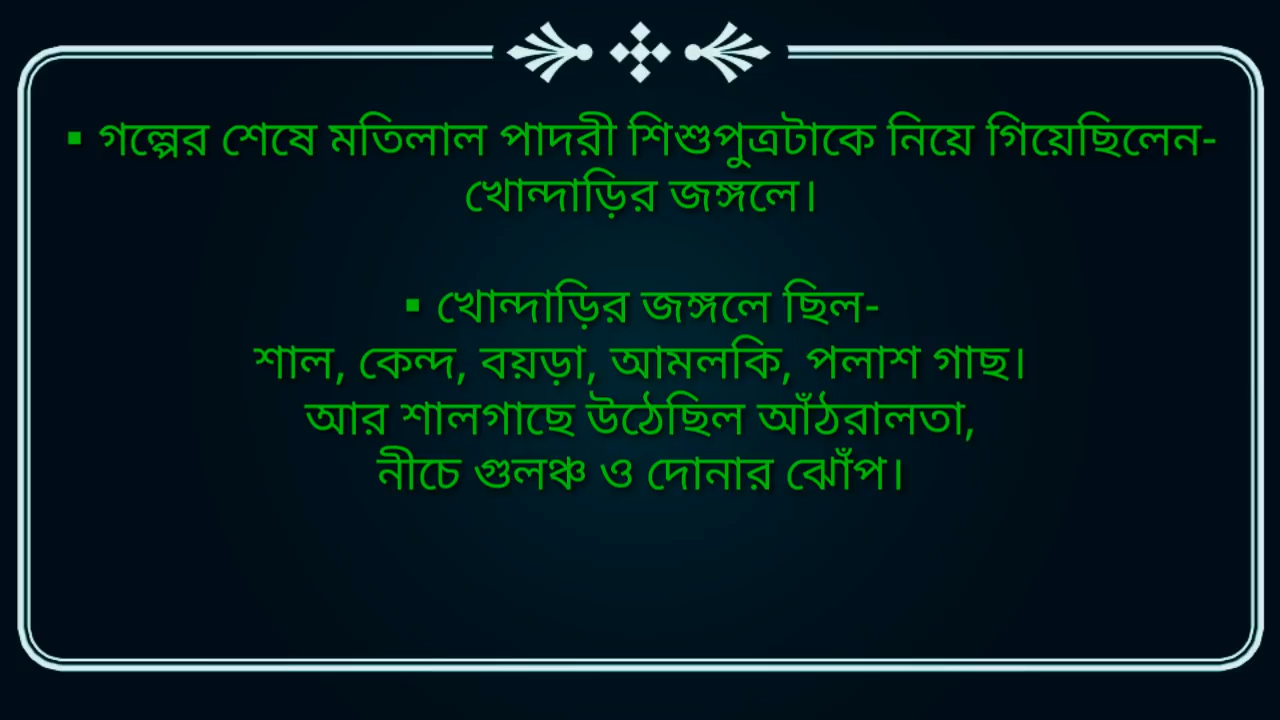 ▪ গল্পের শেষে মতিলাল পাদরী শিশুপুত্রটাকে নিয়ে গিয়েছিলেন-
খোন্দাড়ির জঙ্গলে।
▪ খোন্দাড়ির জঙ্গলে ছিল-
শাল, কেন্দ, বয়ড়া, আমলকি, পলাশ গাছ।
আর শালগাছে উঠেছিল আঁঠরালতা,
নীচে গুলঞ্চ ও দোনার ঝোঁপ।